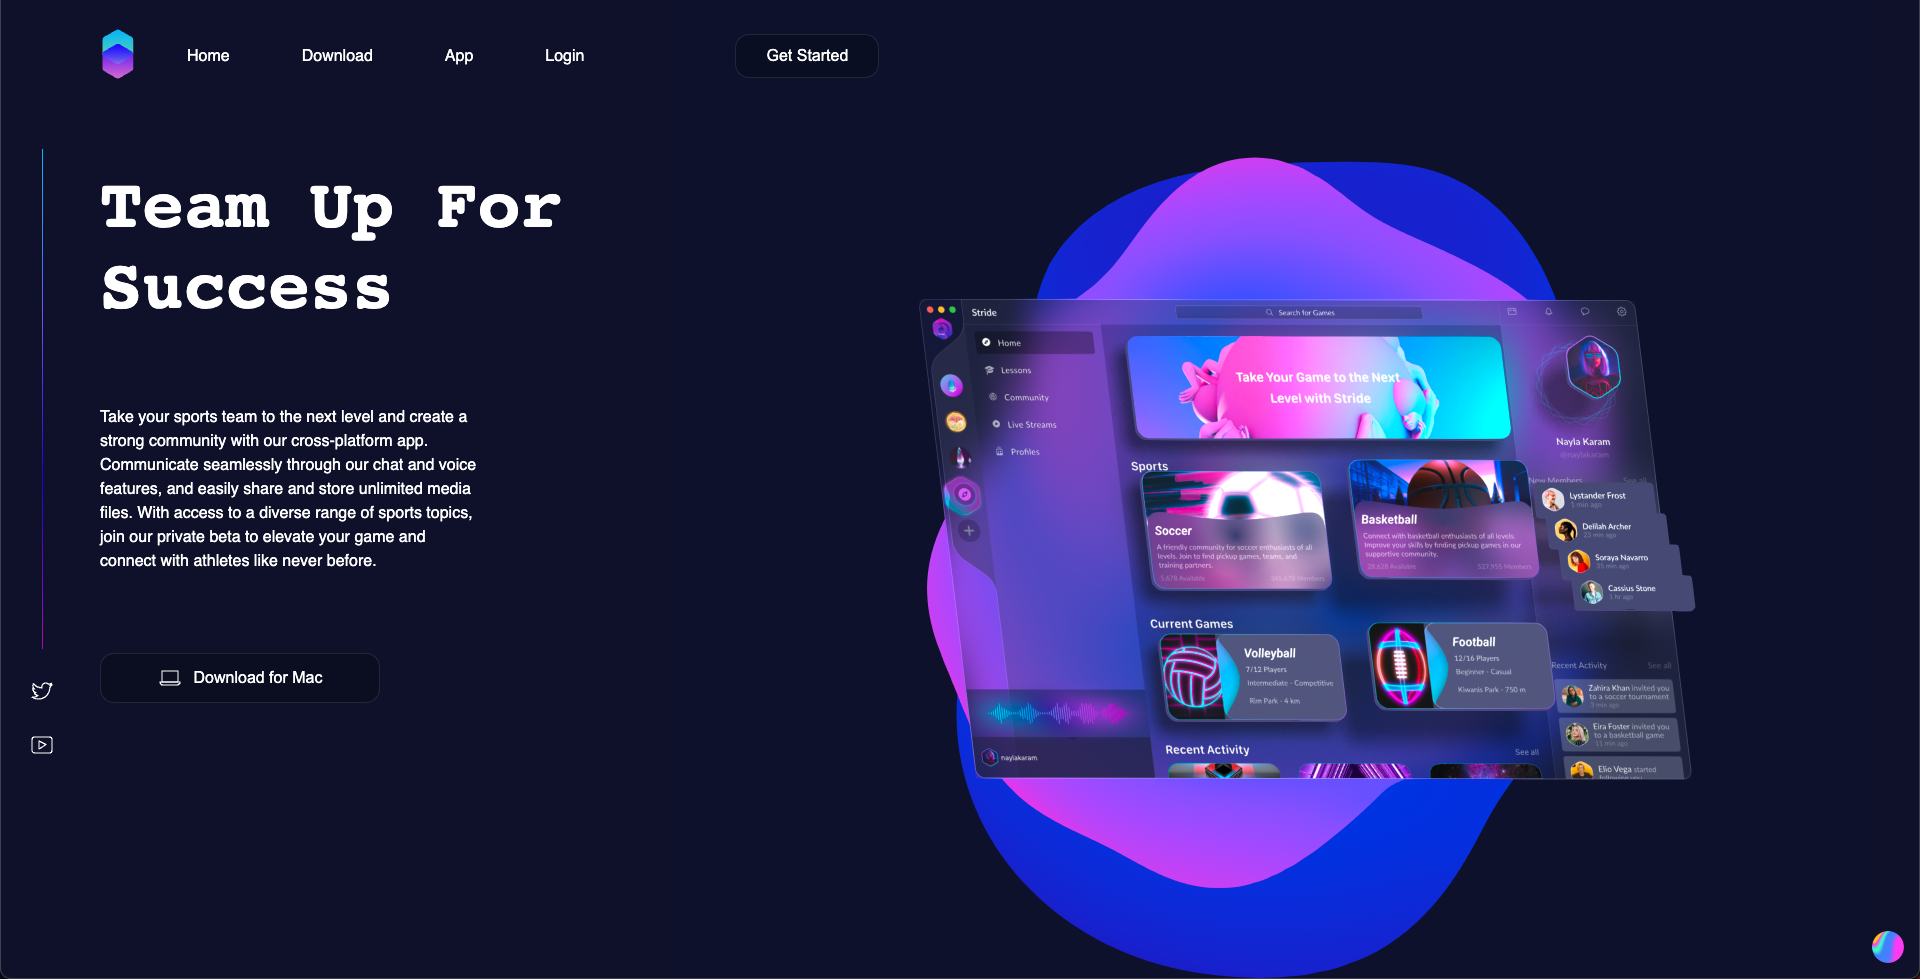 Home
Download
App
Login
Get Started
Team Up For
Success
Take your sports team to the next level and create a
strong community with our cross-platform app.
Communicate seamlessly through our chat and voice
features, and easily share and store unlimited media
files. With access to a diverse range of sports topics,
join our private beta to elevate your game and
connect with athletes like never before.
Download for Mac
Stride
Search for Games
Home
Lessons
Community
Live Streams
Profiles
naylakaram
Take Your Game to the Next
Level with Stride
Sports
Soccer
A friendly community for soccer enthusiasts of all
levels. Join to find pickup games, teams, and
training partners.
5,678 Available
345,678 Members
Basketball
Connect with basketball enthusiasts of all levels.
Improve your skills by finding pickup games in our
supportive community.
28,628 Available
527,955 Members
Current Games
Volleyball
7/12 Players
Intermediate - Competitive
Rim Park - 4 km
Football
12/16 Players
Beginner - Casual
Kiwanis Park - 750 m
Recent Activity
See all
Nayla Karam
@naylakaram
New Members
See all
Lystander Frost
1 min ago
Delilah Archer
23 min ago
Soraya Navarro
35 min ago
Cassius Stone
1 hr ago
Recent Activity
See all
Zahira Khan invited you
to a soccer tournament
3 min ago
Eira Foster invited you
to a basketball game
11 min ago
Elio Vega started
following you